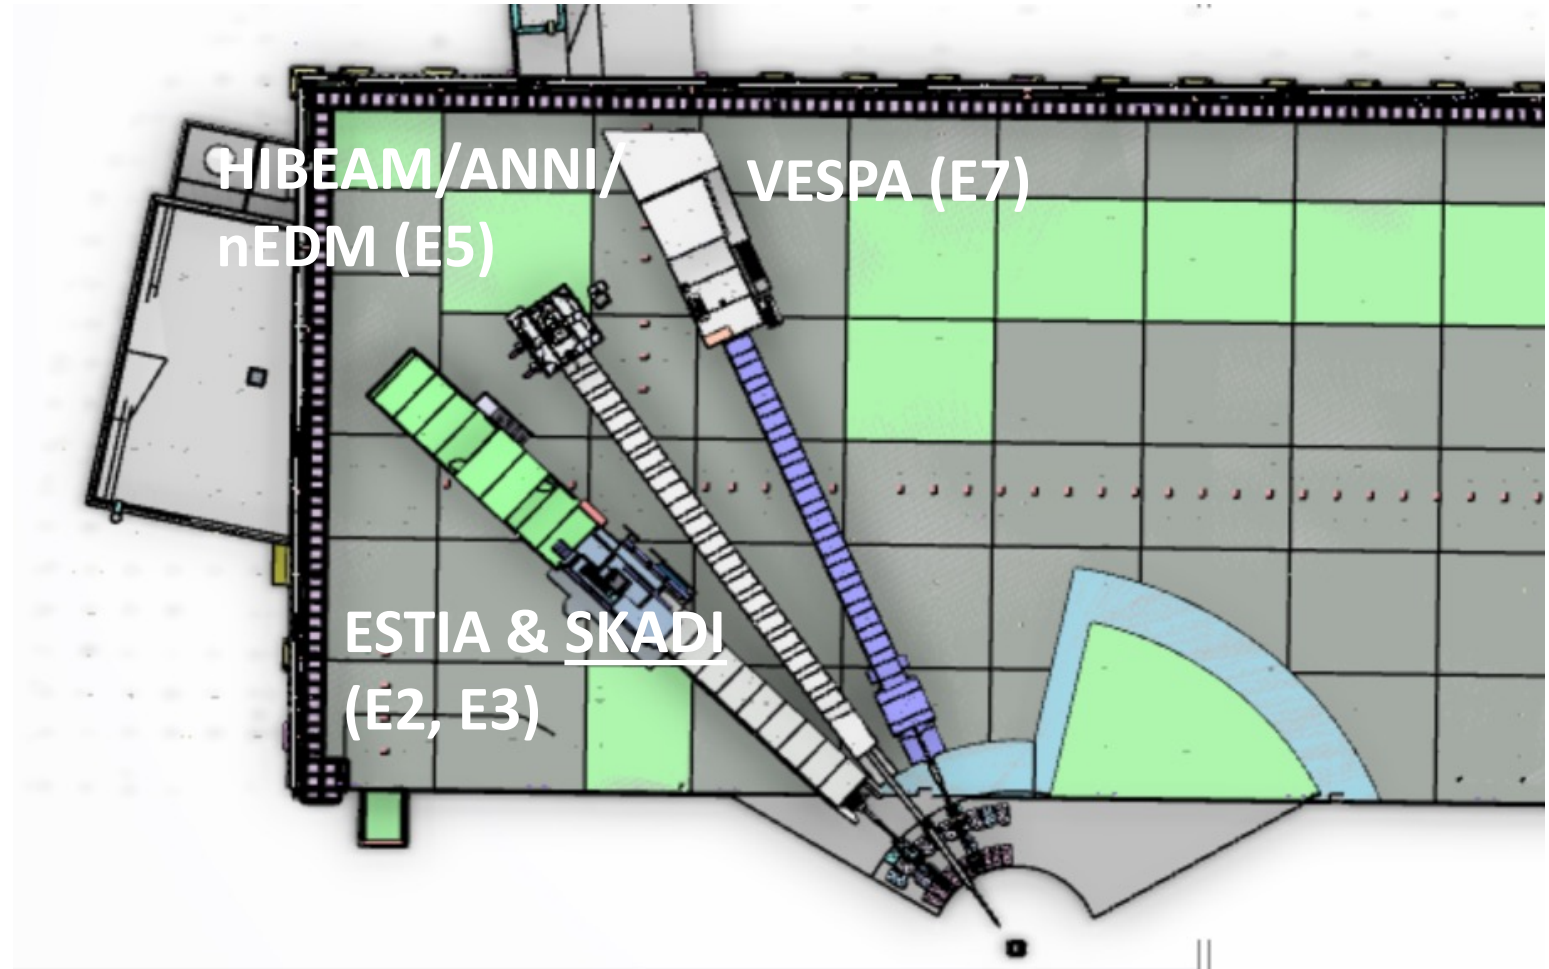 HIBEAM/ANNI/
nEDM (E5)
VESPA (E7)
ESTIA & SKADI
(E2, E3)